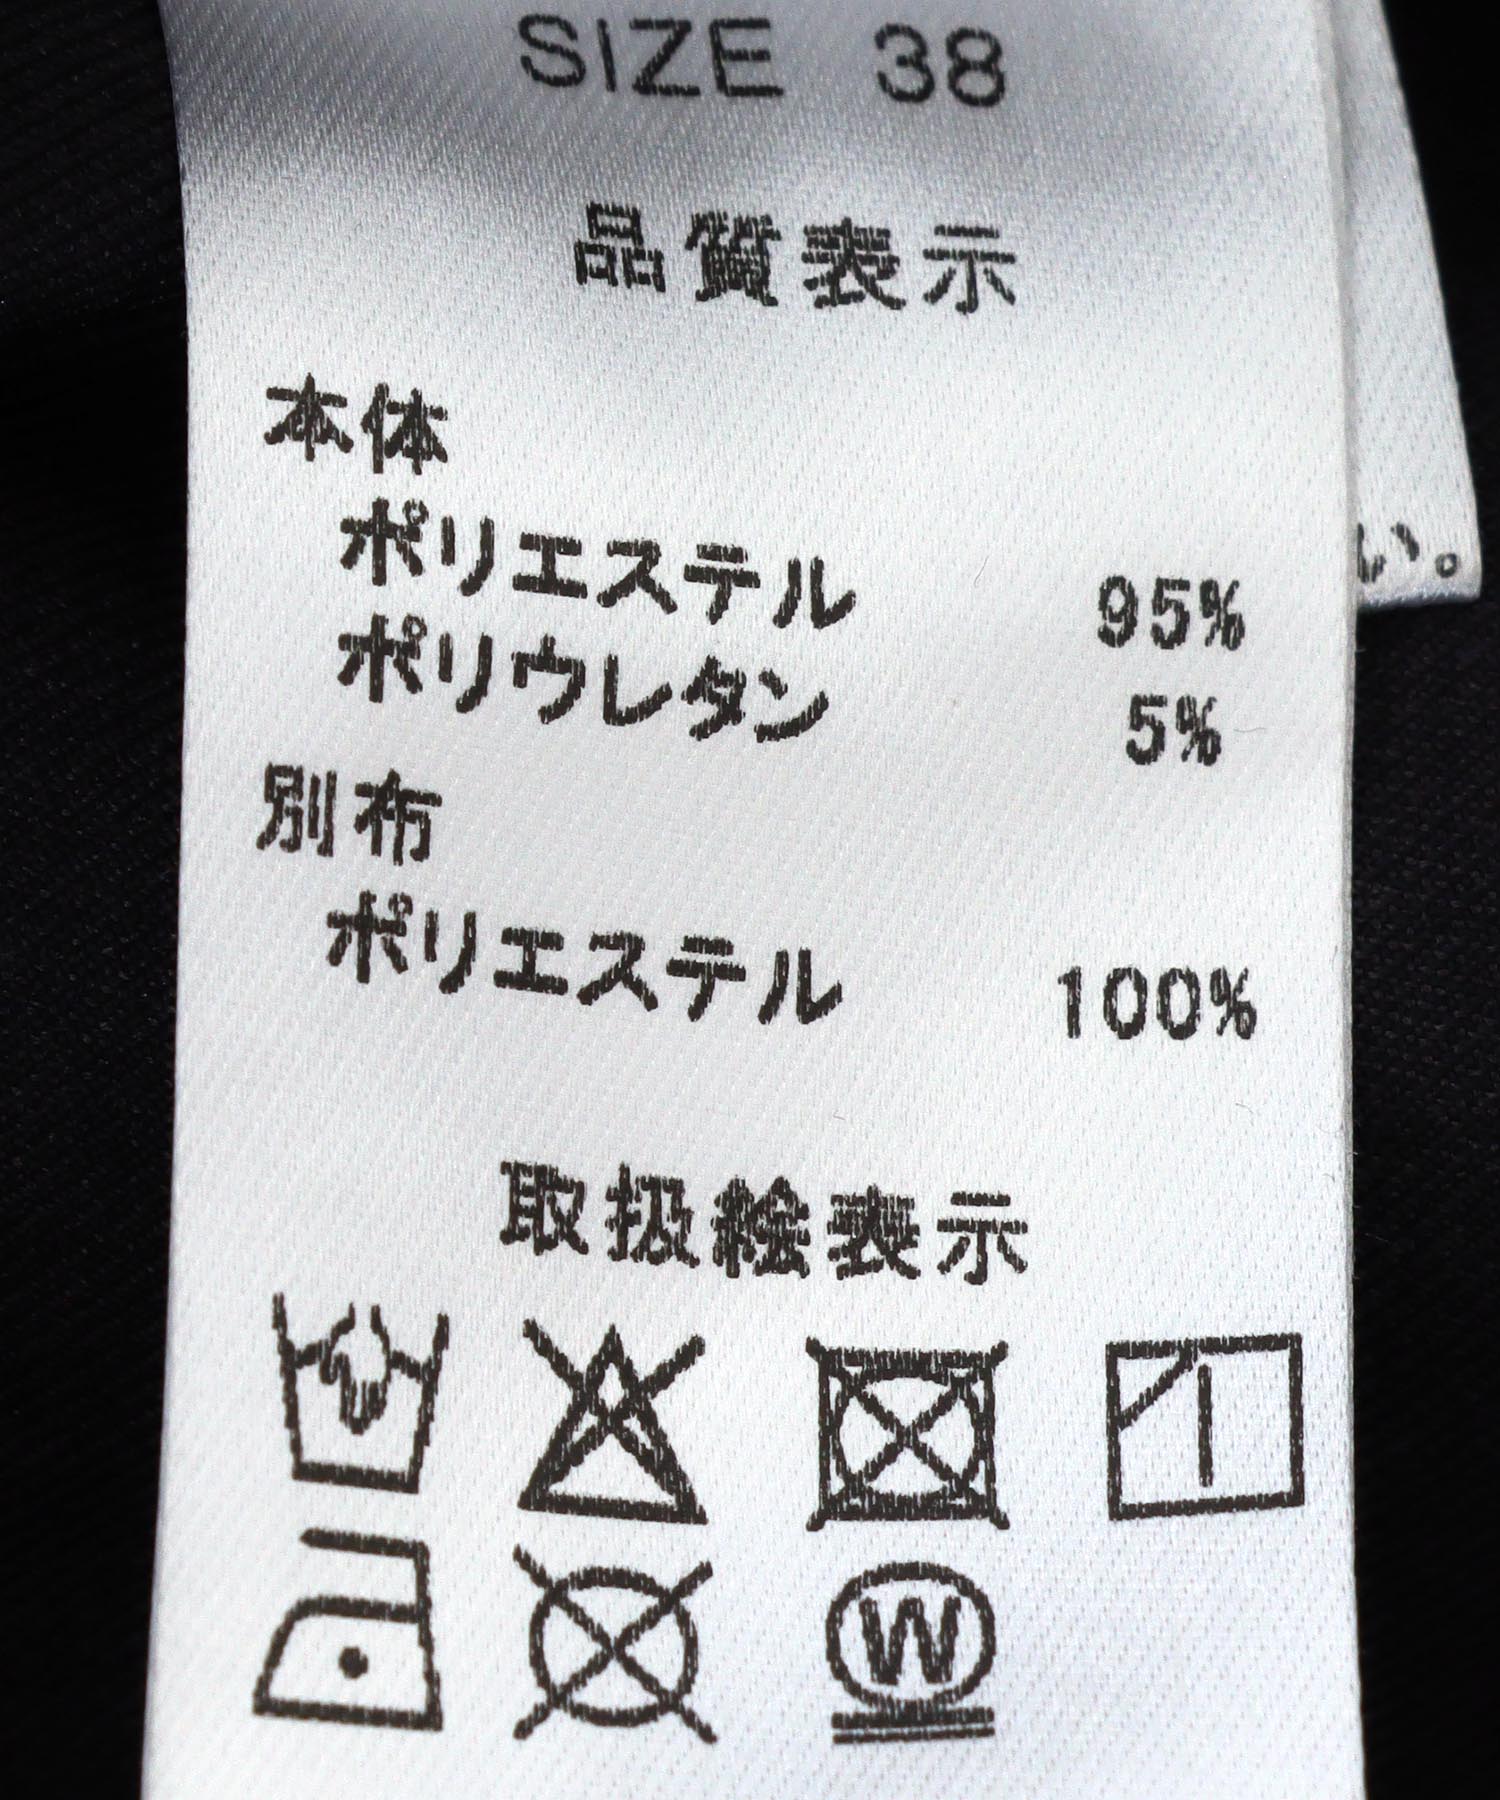 SIZE 38
品質表示
本体
ポリエステル 95%
ポリウレタン 5%
別布
ポリエステル 100%
取扱絵表示
W
い。